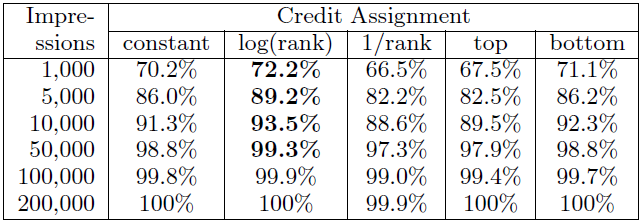 Impre- Credit Assignment
ssions constant log(rank) 1/rank top bottom
1,000 70.2% 72.2% 66.5% 67.5% 71.1%
5,000 86.0% 89.2% 82.2% 82.5% 86.2%
10,000 91.3% 93.5% 88.6% 89.5% 92.3%
50,000 98.8% 99.3% 97.3% 97.9% 98.8%
100,000 99.8% 99.9% 99.0% 99.4% 99.7%
200,000 100% 100% 99.9% 100% 100%